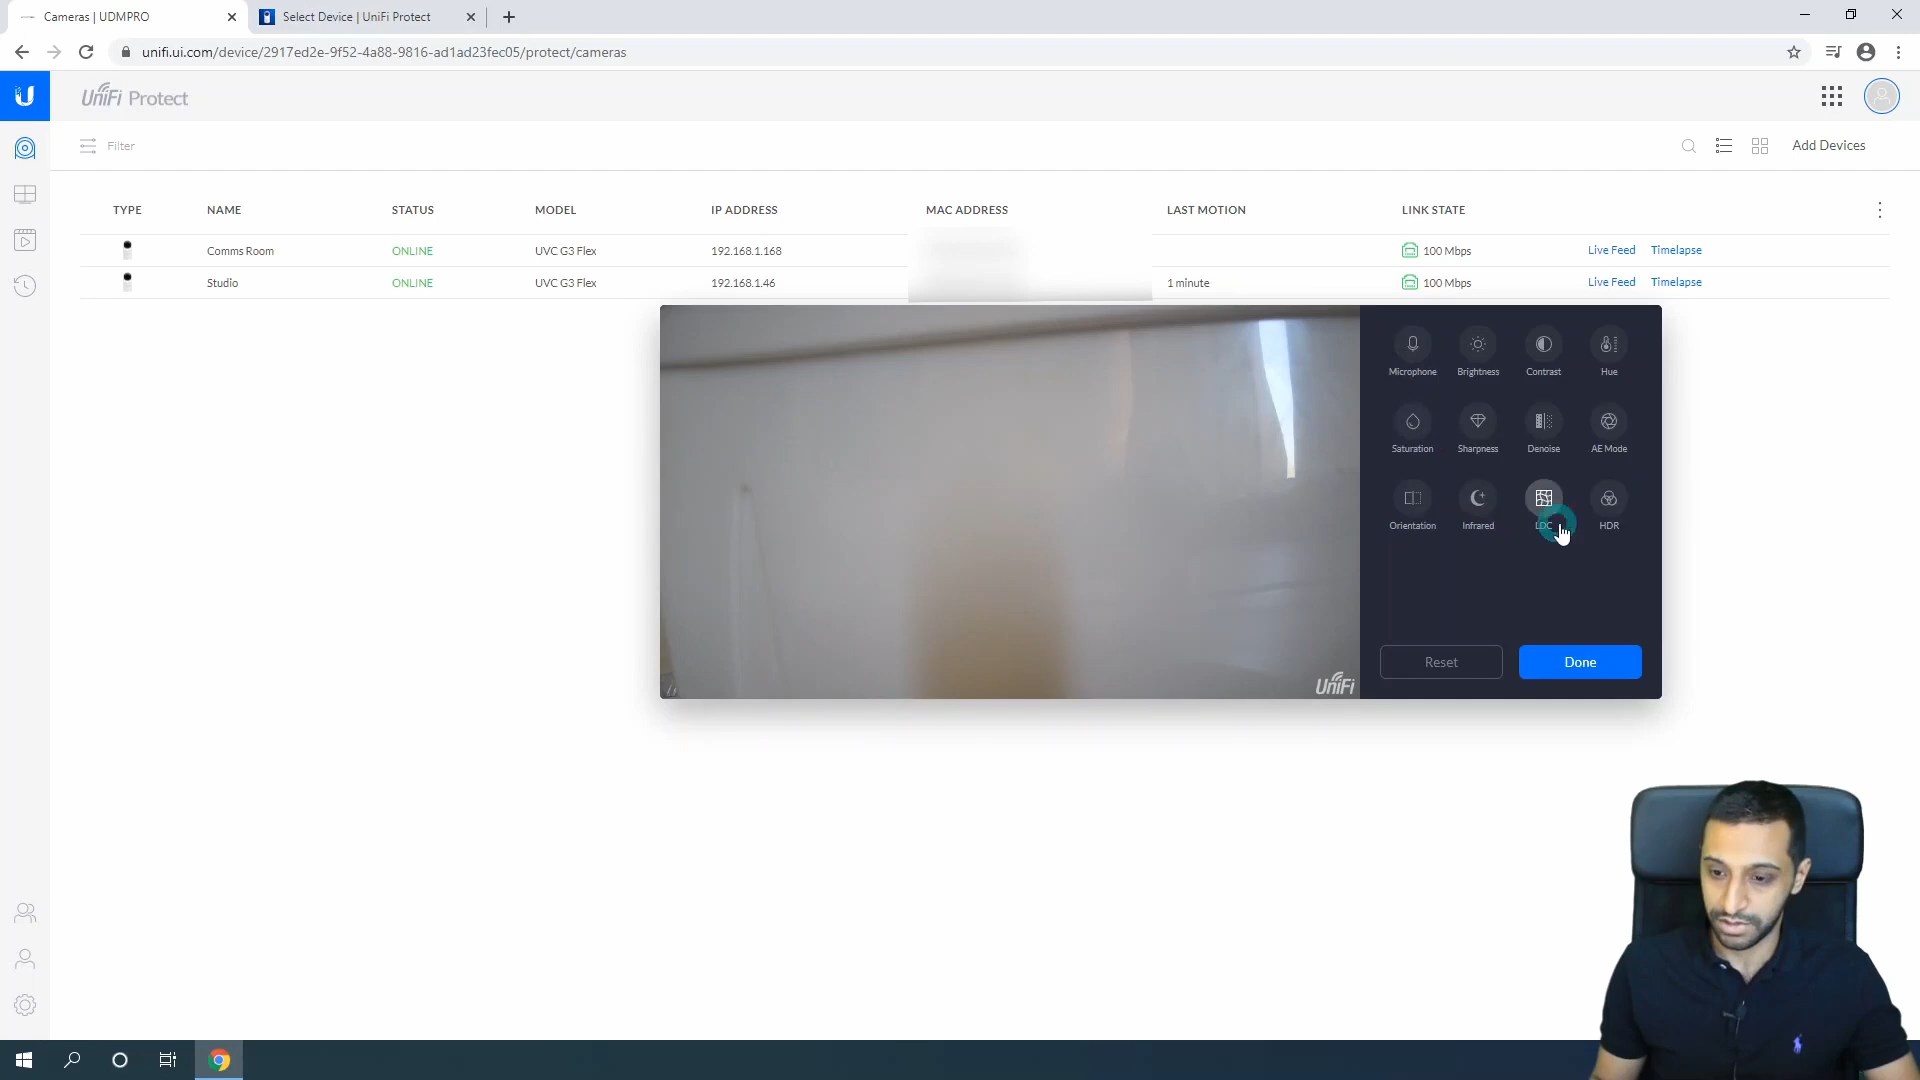 Cameras | UDMPRO
Select Device | UniFi Protect
unifi.ui.com/device/2917ed2e-9f52-4a88-9816-ad1ad23fec05/protect/cameras
UniFi Protect
Filter
Add Devices
TYPE NAME STATUS MODEL IP ADDRESS MAC ADDRESS LAST MOTION LINK STATE
Comms Room ONLINE UVC G3 Flex 192.168.1.168 100 Mbps Live Feed Timelapse
Studio ONLINE UVC G3 Flex 192.168.1.46 1 minute 100 Mbps Live Feed Timelapse
Microphone Brightness Contrast Hue
Saturation Sharpness Denoise AE Mode
Orientation Infrared LDC HDR
Reset Done
UniFi